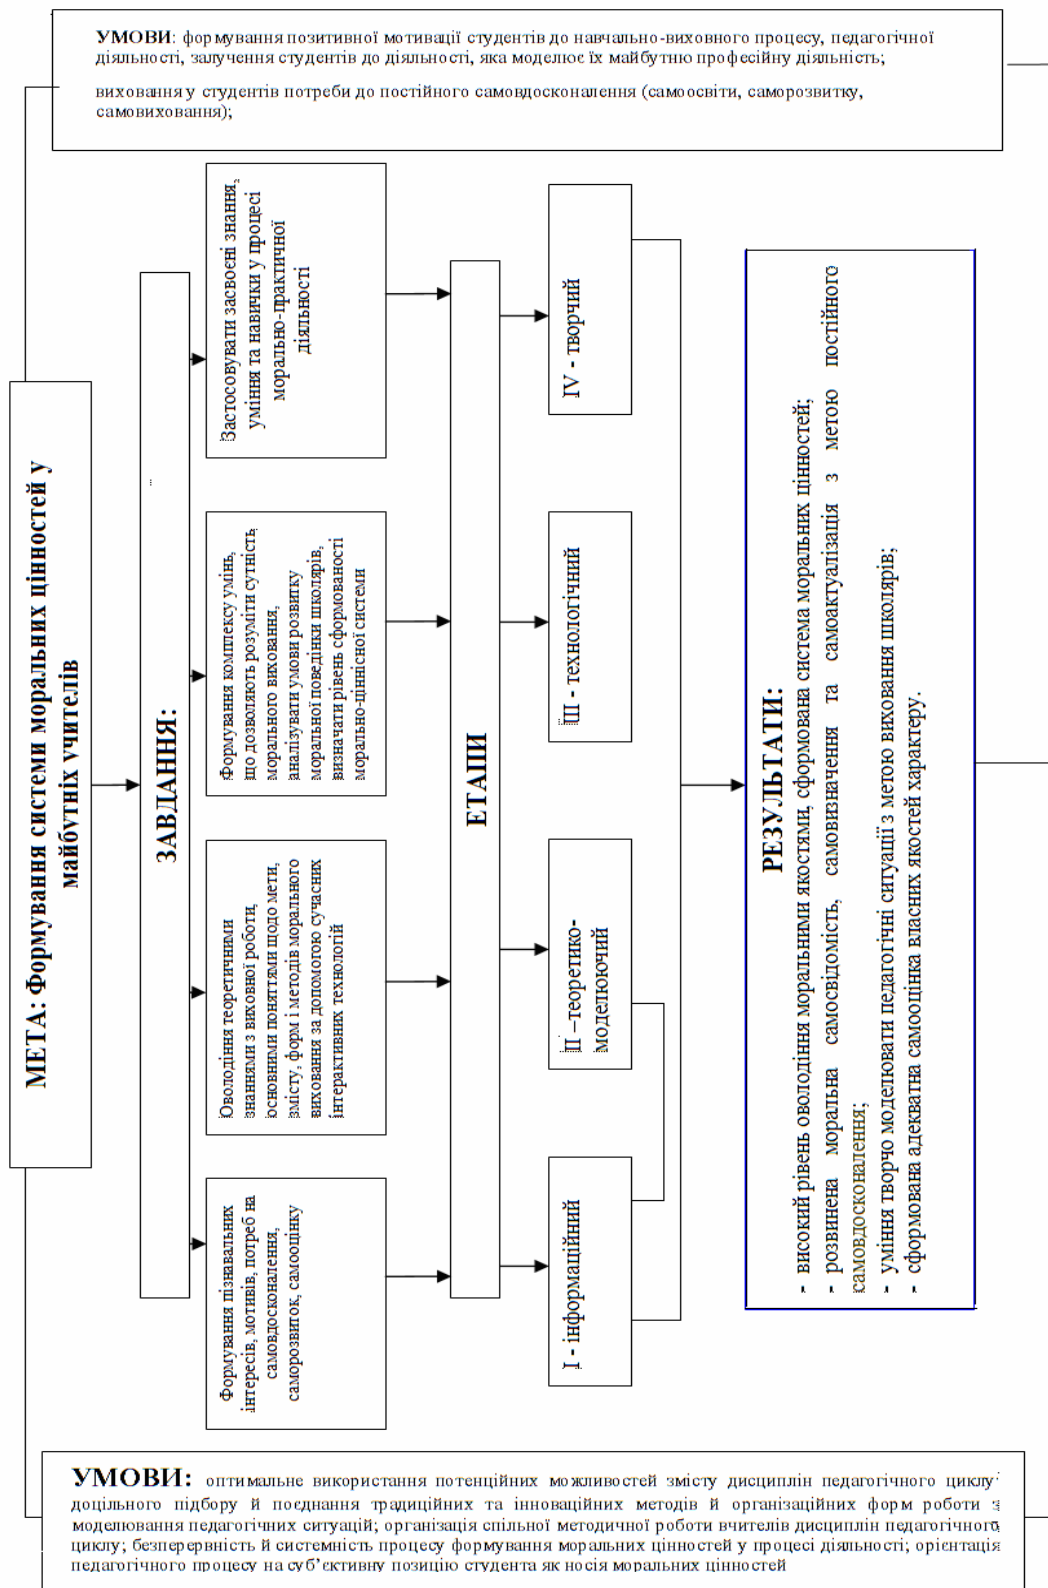 УМОВИ: формування позитивної мотивації студентів до навчально-виховного процесу, педагогічної
діяльності, залучення студентів до діяльності, яка моделює їх майбутню професійну діяльність;
виховання у студентів потреби до постійного самовдосконалення (самоосвіти, саморозвитку,
самовиховання);
МЕТА: Формування системи моральних цінностей у
майбутніх учителів
ЗАВДАННЯ:
Формування пізнавальних
інтересів, мотивів, потреб на
самовдосконалення,
саморозвиток, самооцінку
Оволодіння теоретичними
знаннями з виховної роботи,
основними поняттями щодо мети,
змісту, форм і методів морального
виховання за допомогою сучасних
інтерактивних технологій
Формування комплексу умінь,
що дозволяють розуміти сутність
морального виховання,
аналізувати умови розвитку
моральної поведінки школярів,
визначати рівень сформованості
морально-ціннісної системи
Застосовувати засвоєні знання,
уміння та навички у процесі
морально-практичної
діяльності
ЕТАПИ
І - інформаційний
ІІ –теоретико-
моделюючий
ІІІ - технологічний
IV - творчий
РЕЗУЛЬТАТИ:
- високий рівень оволодіння моральними якостями, сформована система моральних цінностей;
- розвинена моральна самосвідомість, самовизначення та самоактуалізація з метою постійного
самовдосконалення;
- уміння творчо моделювати педагогічні ситуації з метою виховання школярів;
- сформована адекватна самооцінка власних якостей характеру.
УМОВИ: оптимальне використання потенційних можливостей змісту дисциплін педагогічного циклу
доцільного підбору й поєднання традиційних та інноваційних методів й організаційних форм роботи з
моделювання педагогічних ситуацій; організація спільної методичної роботи вчителів дисциплін педагогічного
циклу; безперервність й системність процесу формування моральних цінностей у процесі діяльності; орієнтація
педагогічного процесу на суб’єктивну позицію студента як носія моральних цінностей